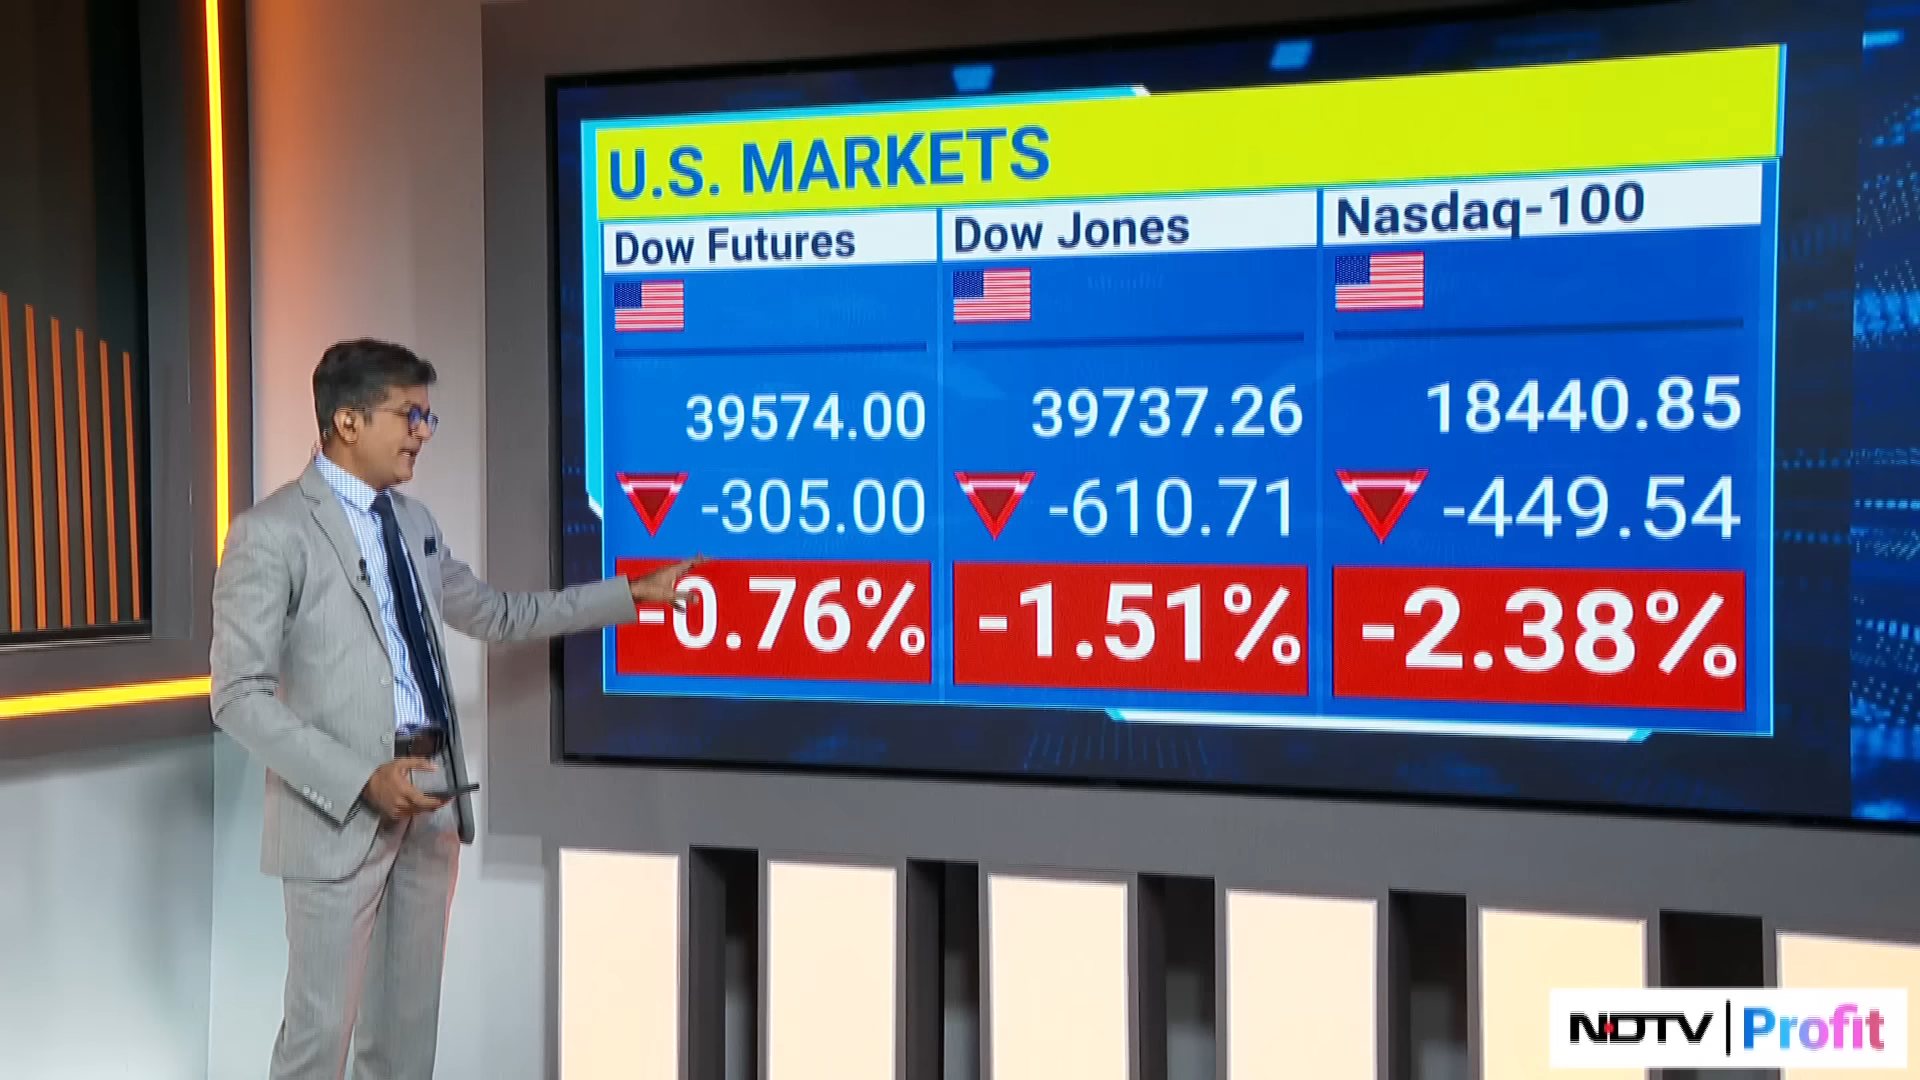 U.S. MARKETS
Dow Futures
39574.00
-305.00
-0.76%
Dow Jones
39737.26
-610.71
-1.51%
Nasdaq-100
18440.85
-449.54
-2.38%
NDTV Profit